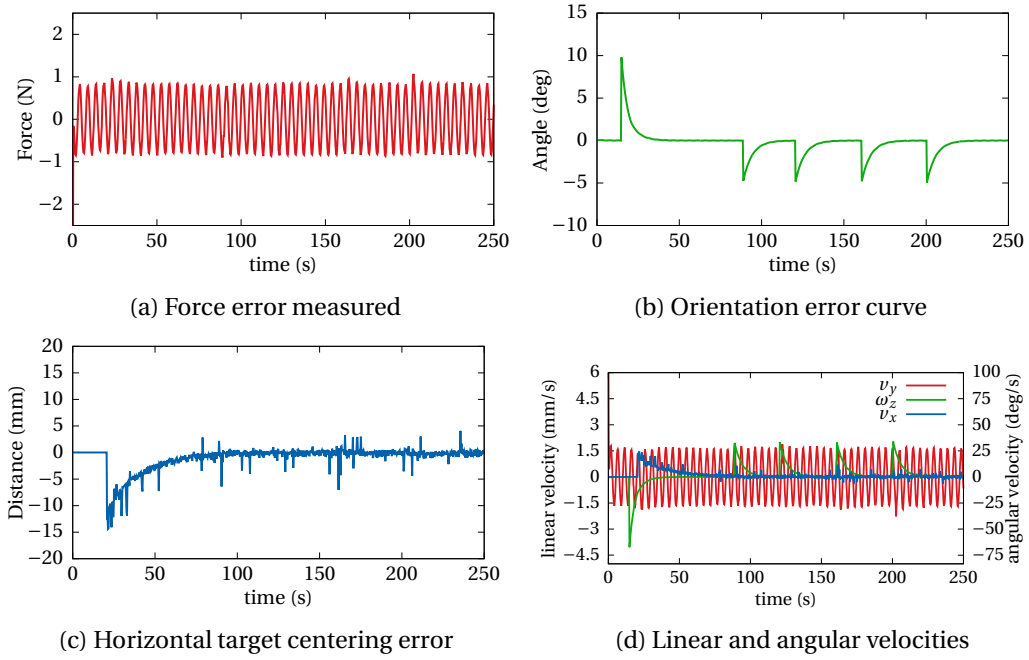 2
1
0
−1
−2
Force (N)
0 50 100 150 200 250
time (s)
(a) Force error measured
15
10
5
0
−5
−10
Angle (deg)
0 50 100 150 200 250
time (s)
(b) Orientation error curve
20
15
10
5
0
−5
−10
−15
−20
Distance (mm)
0 50 100 150 200 250
time (s)
(c) Horizontal target centering error
6
4.5
3
1.5
0
−1.5
−3
−4.5
linear velocity (mm/s)
v_y
ω_z
v_x
100
75
50
25
0
−25
−50
−75
angular velocity (deg/s)
0 50 100 150 200 250
time (s)
(d) Linear and angular velocities